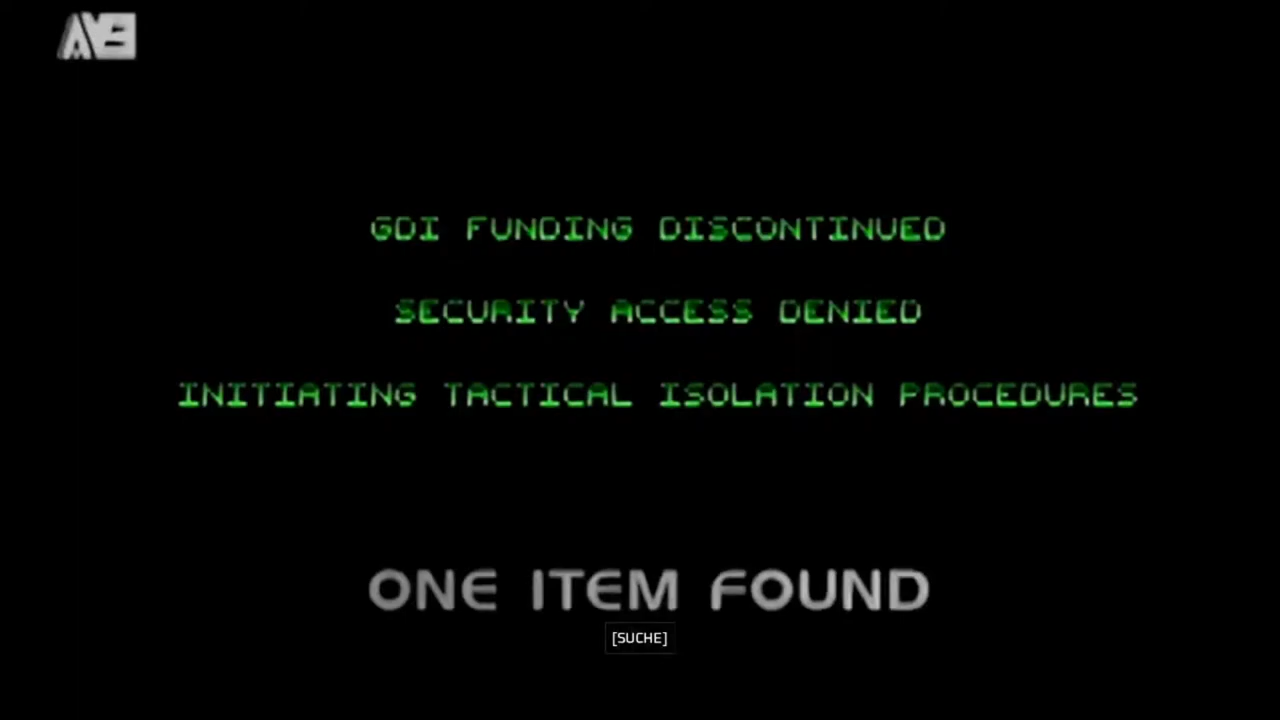 GDI FUNDING DISCONTINUED
SECURITY ACCESS DENIED
INITIATING TACTICAL ISOLATION PROCEDURES
ONE ITEM FOUND
[SUCHE]